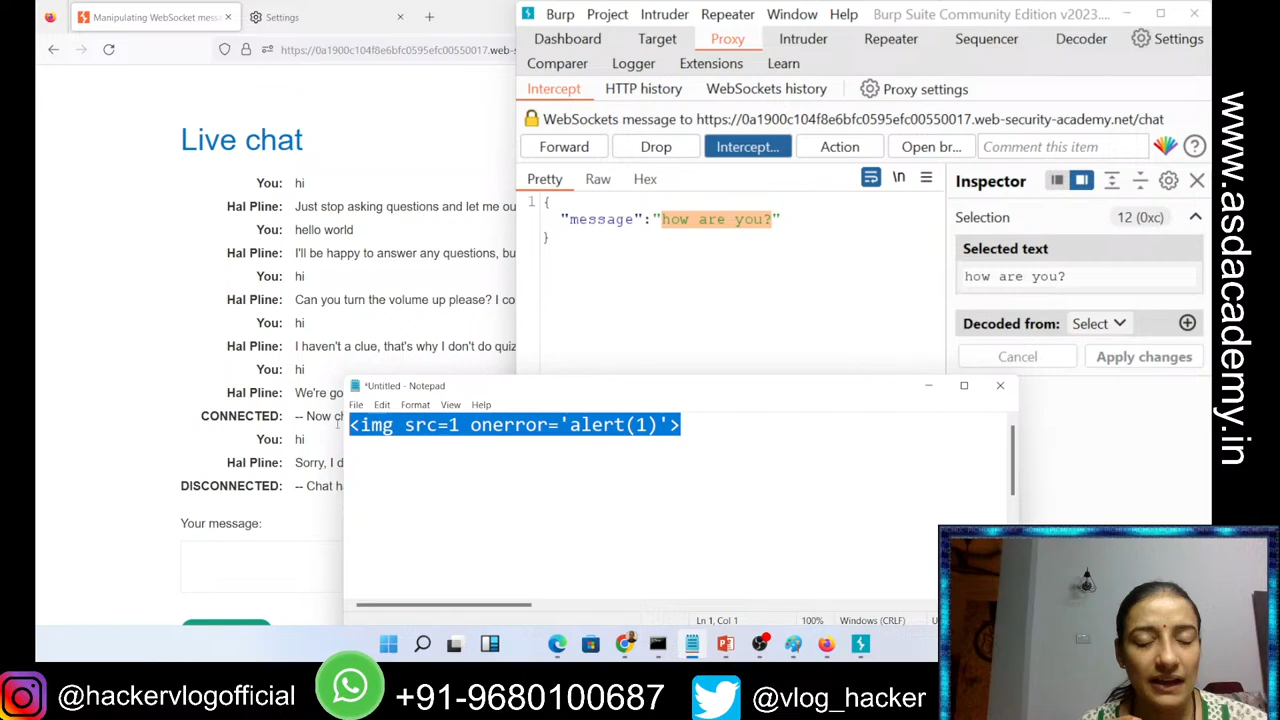 Manipulating WebSocket mess
Settings
Burp Project Intruder Repeater Window Help Burp Suite Community Edition v2023....
https://0a1900c104f8e6bfc0595efc00550017.web-s
Dashboard Target Proxy Intruder Repeater Sequencer Decoder Settings
Comparer Logger Extensions Learn
Intercept HTTP history WebSockets history Proxy settings
WebSockets message to https://0a1900c104f8e6bfc0595efc00550017.web-security-academy.net/chat
Forward Drop Intercept... Action Open br... Comment this item
Pretty Raw Hex \n
1 {
"message":"how are you?"
}
Inspector
Selection 12 (0xc)
Selected text
how are you?
Decoded from: Select
Cancel Apply changes
Live chat
You: hi
Hal Pline: Just stop asking questions and let me ou
You: hello world
Hal Pline: I'll be happy to answer any questions, bu
You: hi
Hal Pline: Can you turn the volume up please? I co
You: hi
Hal Pline: I haven't a clue, that's why I don't do quiz
You: hi
Hal Pline: We're go
CONNECTED: -- Now ch
You: hi
Hal Pline: Sorry, I d
DISCONNECTED: -- Chat h
Your message:
*Untitled - Notepad
File Edit Format View Help
<img src=1 onerror='alert(1)'>
Ln 1, Col 1 100% Windows (CRLF) U
www.asdacademy.in
@hackervlogofficial +91-9680100687 @vlog_hacker